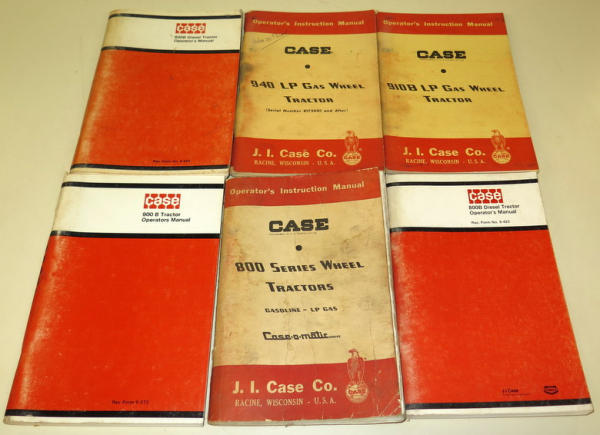 case
930B Diesel Tractor
Operator's Manual
Operator's Instruction Manual
CASE
940 LP Gas Wheel
Tractor
J. I. Case Co.
RACINE, WISCONSIN - U.S.A.
CASE
Operator's Instruction Manual
CASE
910B LP Gas Wheel
Tractor
J. I. Case Co.
RACINE, WISCONSIN - U.S.A.
CASE
case
900 B Tractor
Operators Manual
Operator's Instruction Manual
CASE
800 Series Wheel
Tractors
Gasoline - LP Gas
Case-o-matic
J. I. Case Co.
RACINE, WISCONSIN - U.S.A.
case
800B Diesel Tractor
Operator's Manual
J I Case